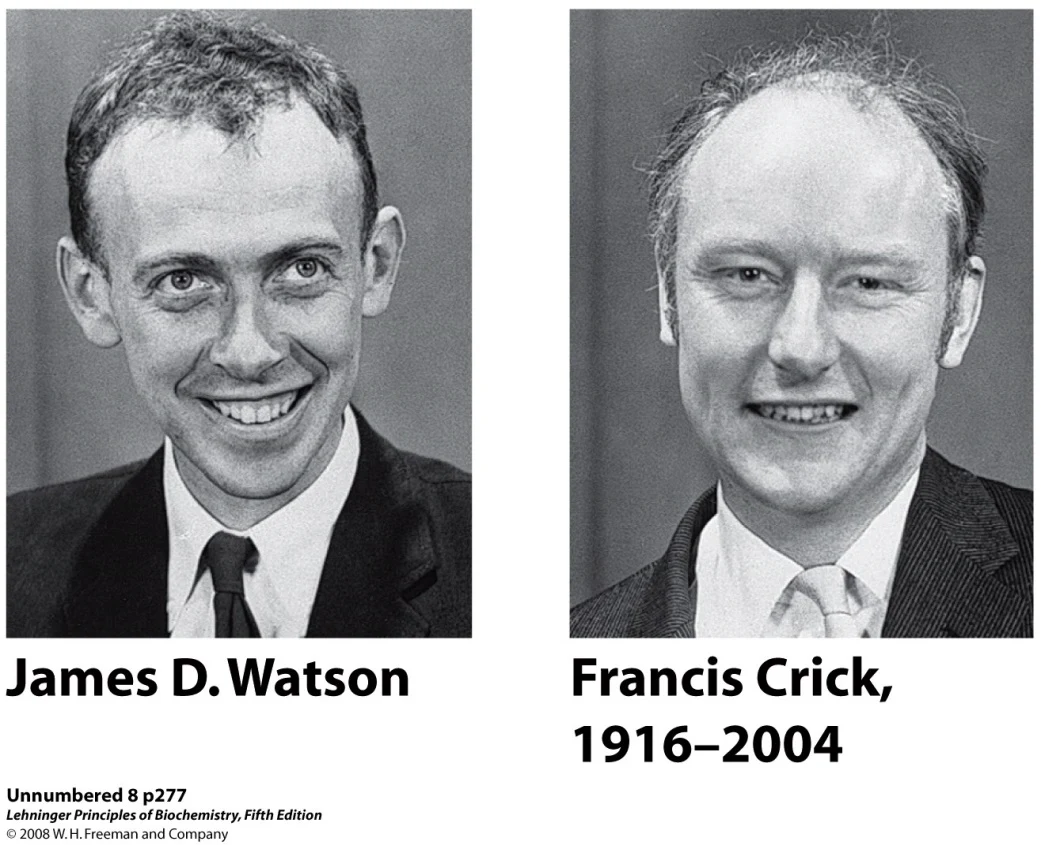 James D. Watson
Francis Crick,
1916–2004
Unnumbered 8 p277
Lehninger Principles of Biochemistry, Fifth Edition
© 2008 W. H. Freeman and Company